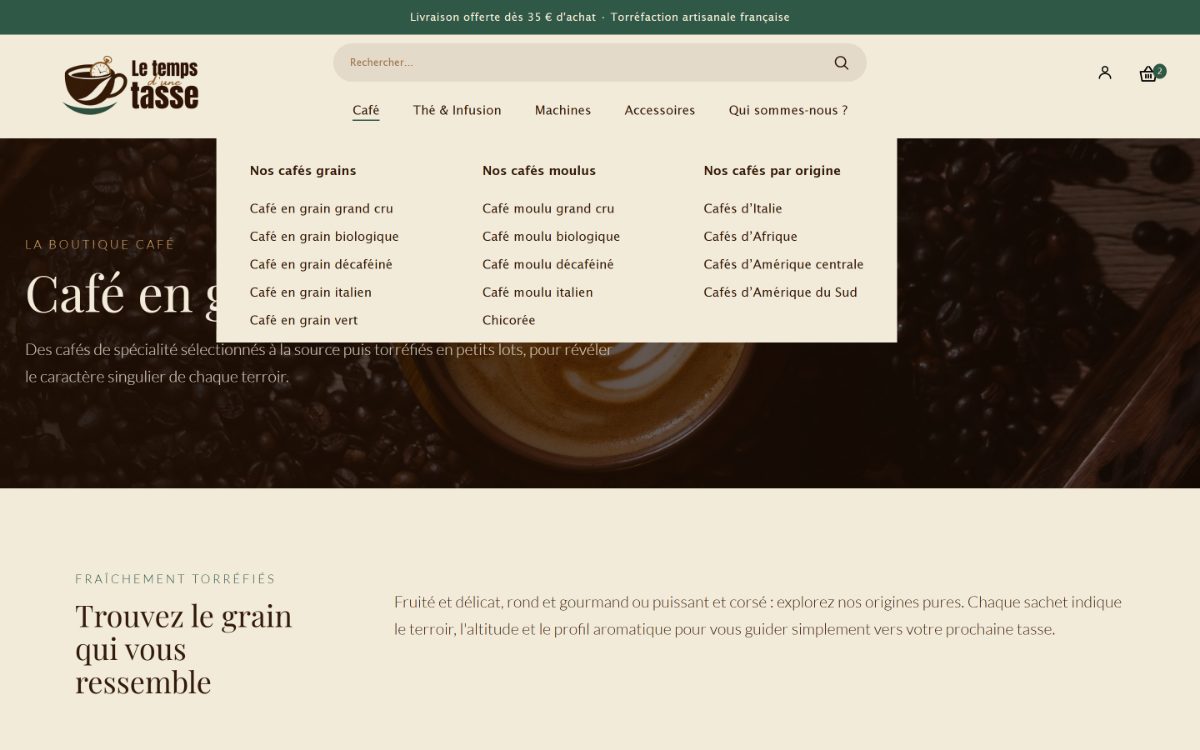 Livraison offerte dès 35 € d'achat · Torréfaction artisanale française
Le temps
d'une
tasse
Rechercher...
2
Café
Thé & Infusion
Machines
Accessoires
Qui sommes-nous ?
Nos cafés grains
Café en grain grand cru
Café en grain biologique
Café en grain décaféiné
Café en grain italien
Café en grain vert
Nos cafés moulus
Café moulu grand cru
Café moulu biologique
Café moulu décaféiné
Café moulu italien
Chicorée
Nos cafés par origine
Cafés d’Italie
Cafés d’Afrique
Cafés d’Amérique centrale
Cafés d’Amérique du Sud
LA BOUTIQUE CAFÉ
Café en g
Des cafés de spécialité sélectionnés à la source puis torréfiés en petits lots, pour révéler
le caractère singulier de chaque terroir.
FRAÎCHEMENT TORRÉFIÉS
Trouvez le grain
qui vous
ressemble
Fruité et délicat, rond et gourmand ou puissant et corsé : explorez nos origines pures. Chaque sachet indique
le terroir, l'altitude et le profil aromatique pour vous guider simplement vers votre prochaine tasse.